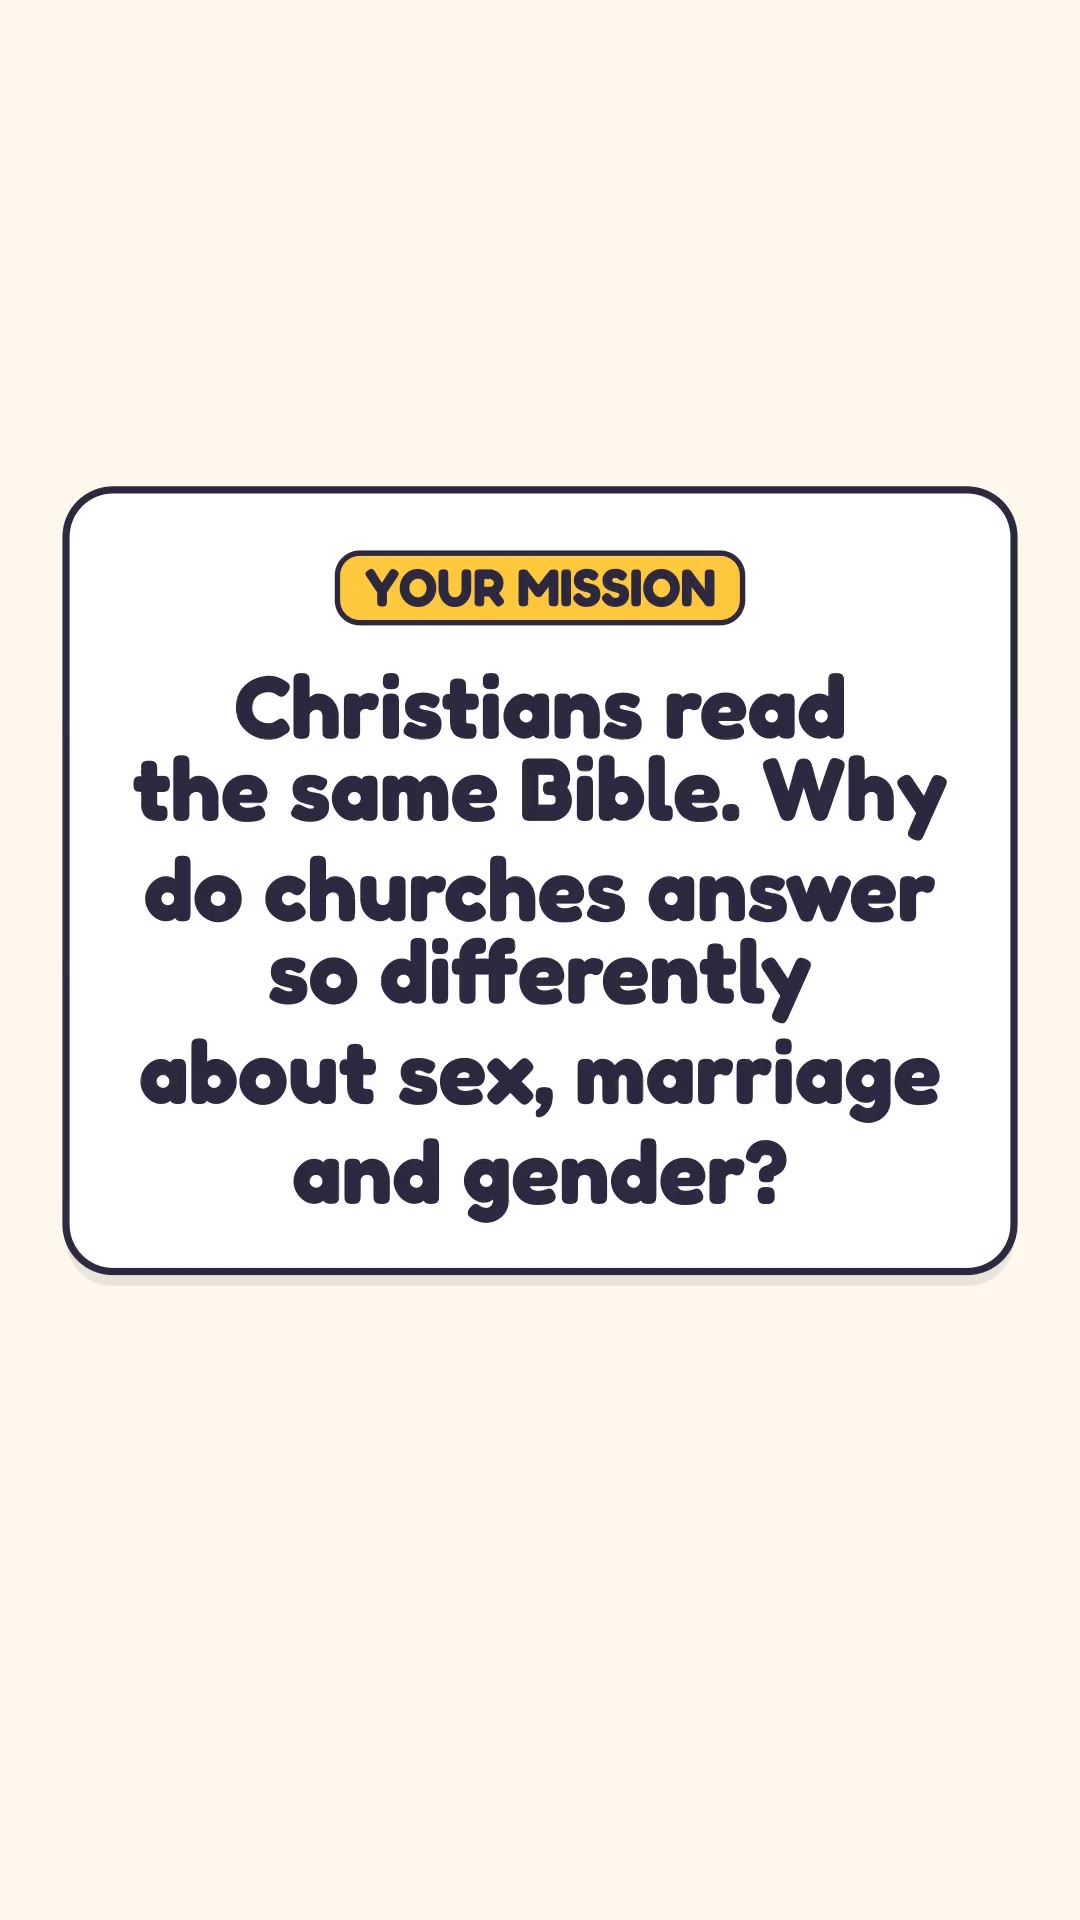 YOUR MISSION
Christians read
the same Bible. Why
do churches answer
so differently
about sex, marriage
and gender?